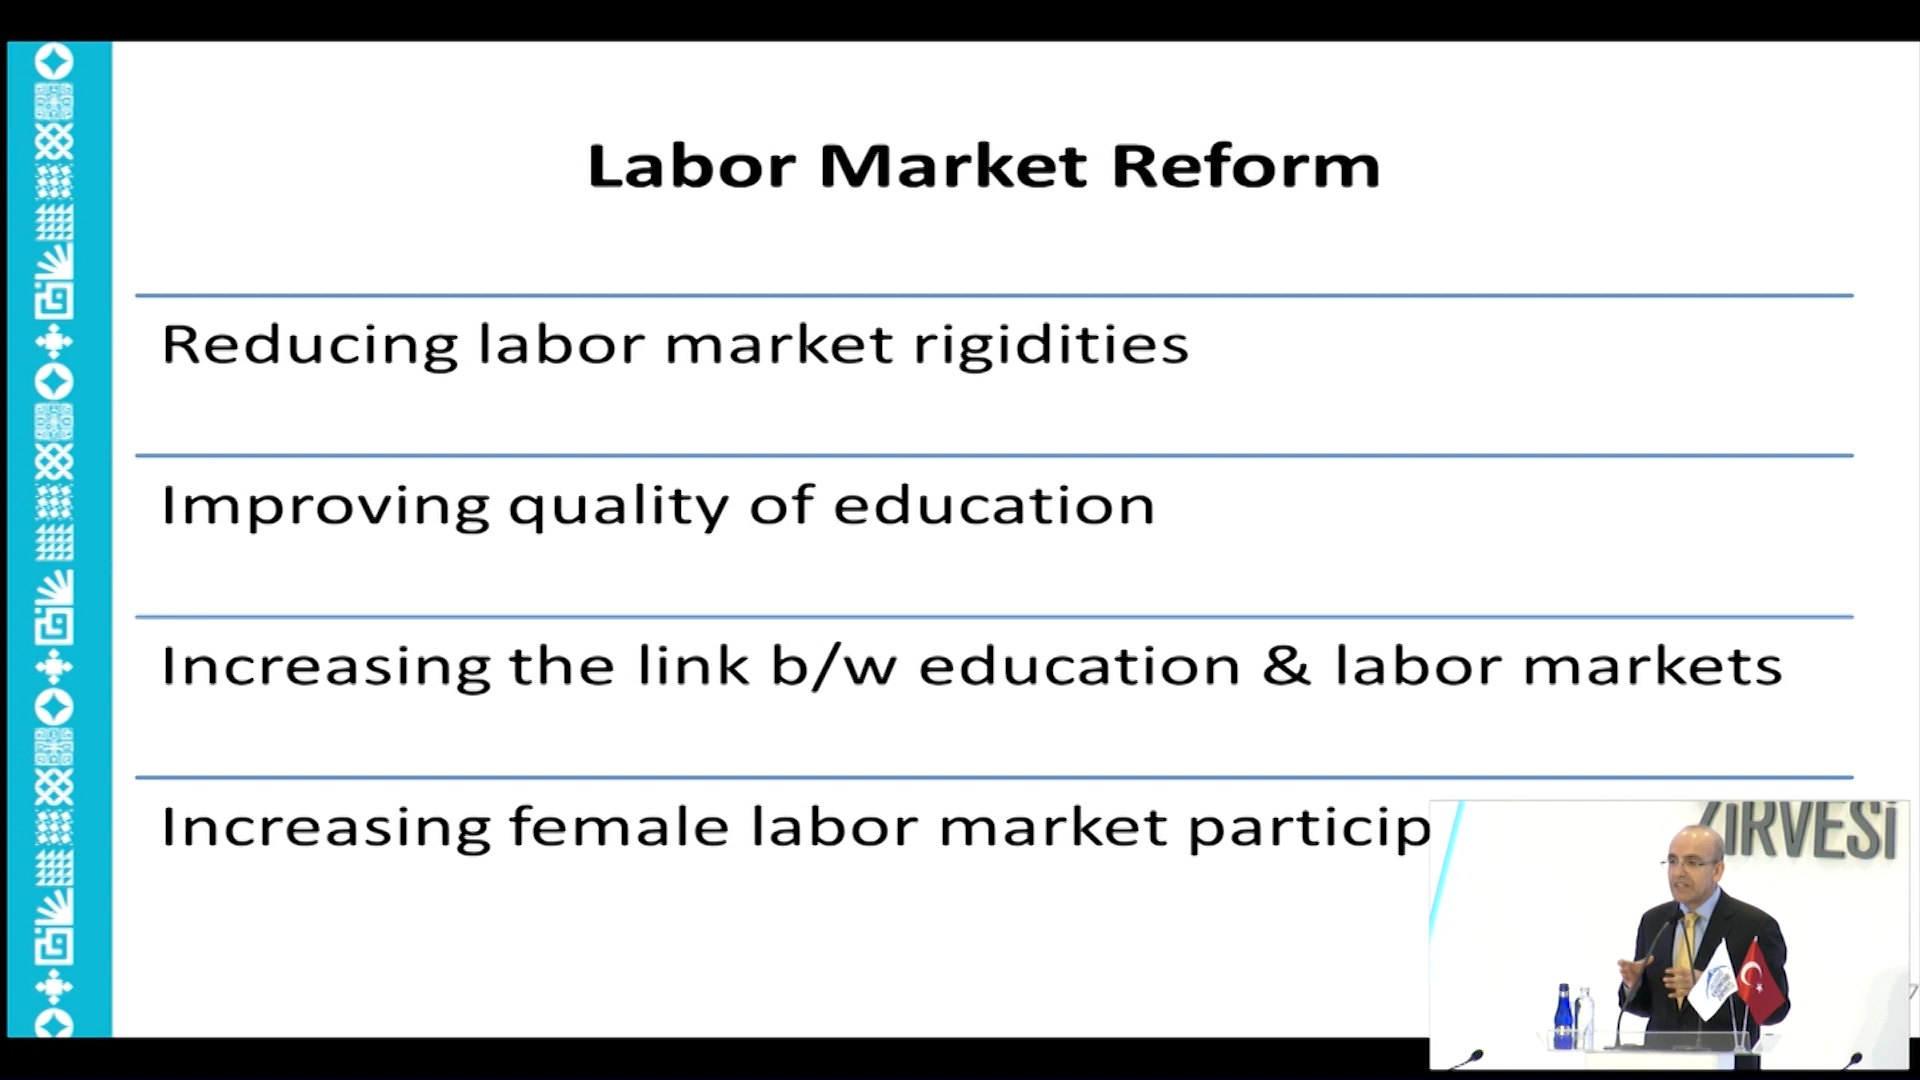 Labor Market Reform
Reducing labor market rigidities
Improving quality of education
Increasing the link b/w education & labor markets
Increasing female labor market particip
ZİRVESİ
7